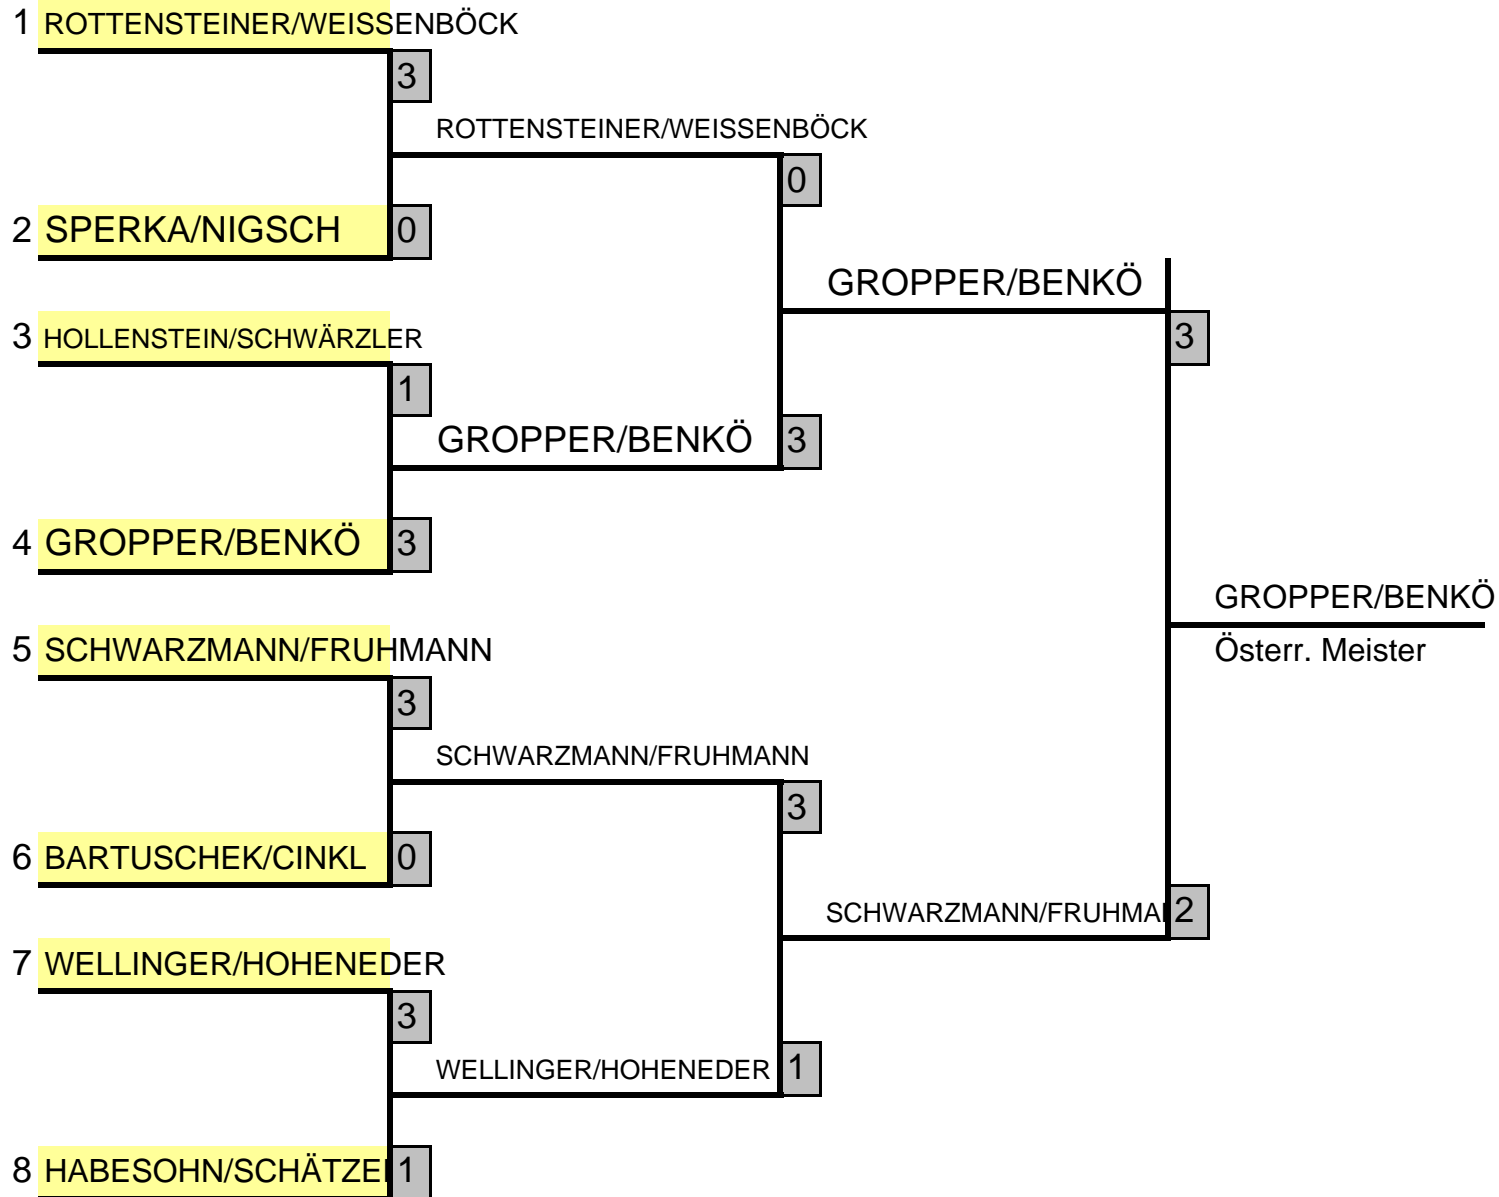 1 ROTTENSTEINER/WEISSENBÖCK
3
ROTTENSTEINER/WEISSENBÖCK
0
2 SPERKA/NIGSCH 0
GROPPER/BENKÖ
3 HOLLENSTEIN/SCHWÄRZLER
3
1
GROPPER/BENKÖ 3
4 GROPPER/BENKÖ 3
GROPPER/BENKÖ
5 SCHWARZMANN/FRUHMANN
Österr. Meister
3
SCHWARZMANN/FRUHMANN
3
6 BARTUSCHEK/CINKL 0
SCHWARZMANN/FRUHMA 2
7 WELLINGER/HOHENEDER
3
WELLINGER/HOHENEDER 1
8 HABESOHN/SCHÄTZE 1